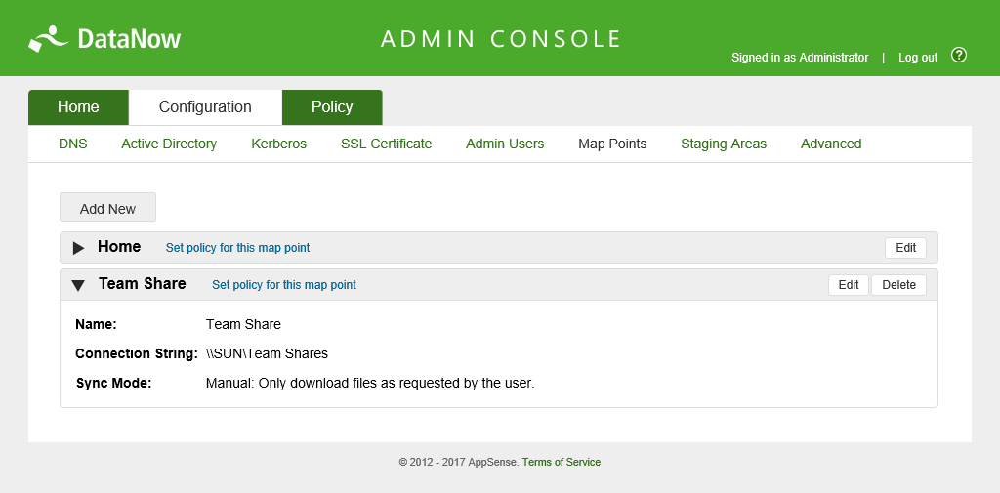 DataNow
ADMIN CONSOLE
Signed in as Administrator | Log out ?
Home Configuration Policy
DNS Active Directory Kerberos SSL Certificate Admin Users Map Points Staging Areas Advanced
Add New
Home Set policy for this map point Edit
Team Share Set policy for this map point Edit Delete
Name: Team Share
Connection String: \\SUN\Team Shares
Sync Mode: Manual: Only download files as requested by the user.
© 2012 - 2017 AppSense. Terms of Service